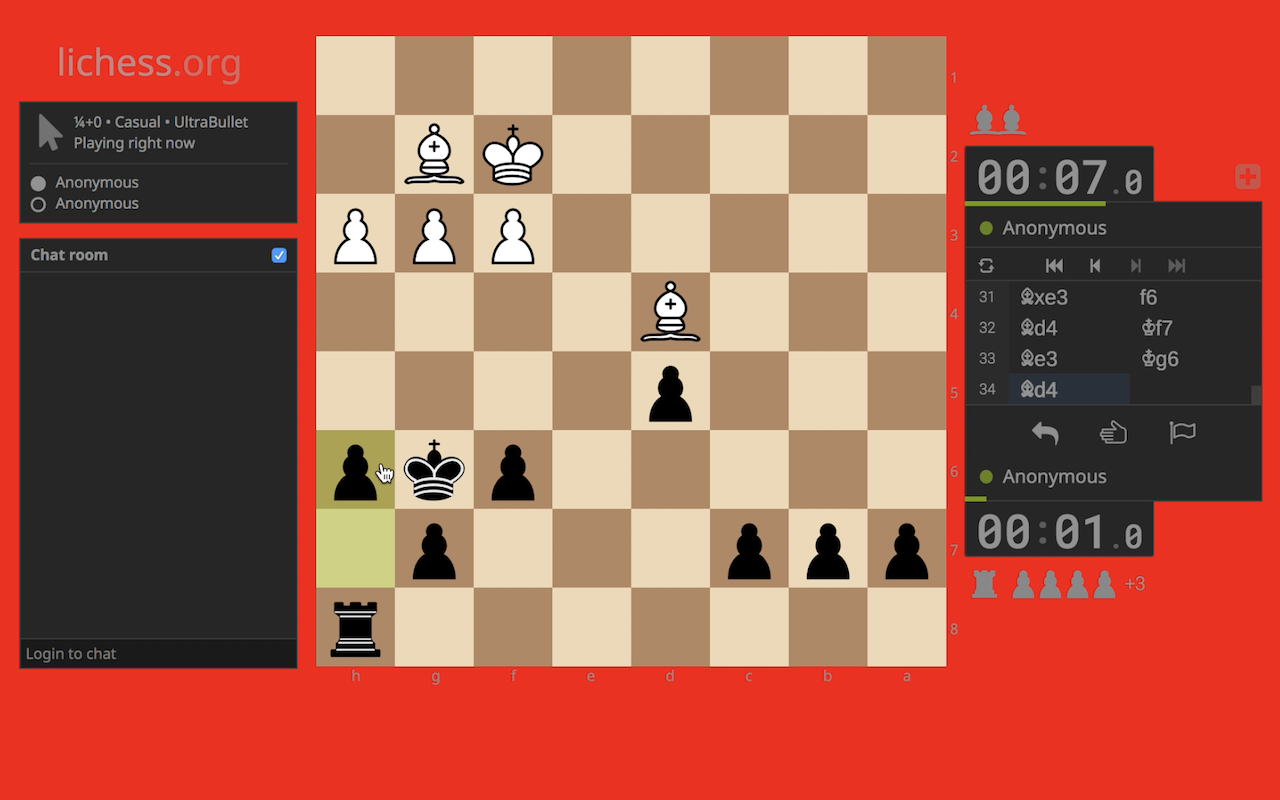 lichess.org
¼+0 • Casual • UltraBullet
Playing right now
Anonymous
Anonymous
Chat room
Login to chat
1
2
3
4
5
6
7
8
h g f e d c b a
00:07.0
Anonymous
31 ♗xe3 f6
32 ♗d4 ♔f7
33 ♗e3 ♔g6
34 ♗d4
Anonymous
00:01.0
+3